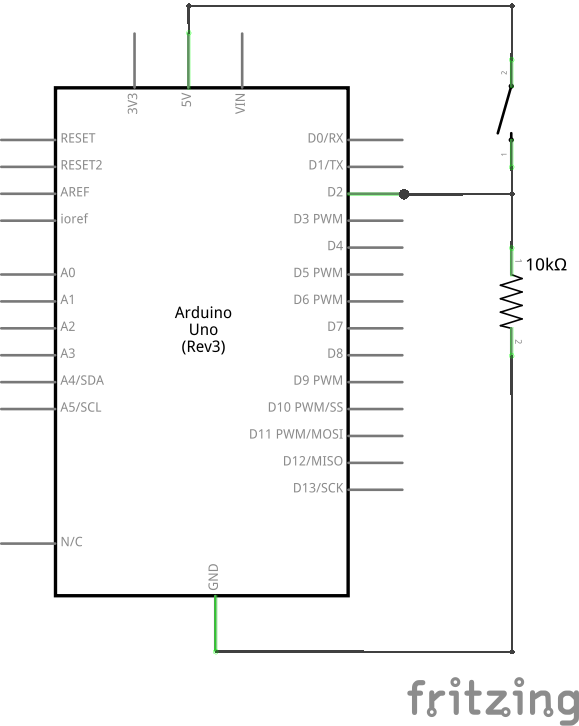 3V3
5V
VIN
2
1
RESET
RESET2
AREF
ioref
A0
A1
A2
A3
A4/SDA
A5/SCL
N/C
Arduino
Uno
(Rev3)
D0/RX
D1/TX
D2
D3 PWM
D4
D5 PWM
D6 PWM
D7
D8
D9 PWM
D10 PWM/SS
D11 PWM/MOSI
D12/MISO
D13/SCK
GND
1
10kΩ
2
fritzing